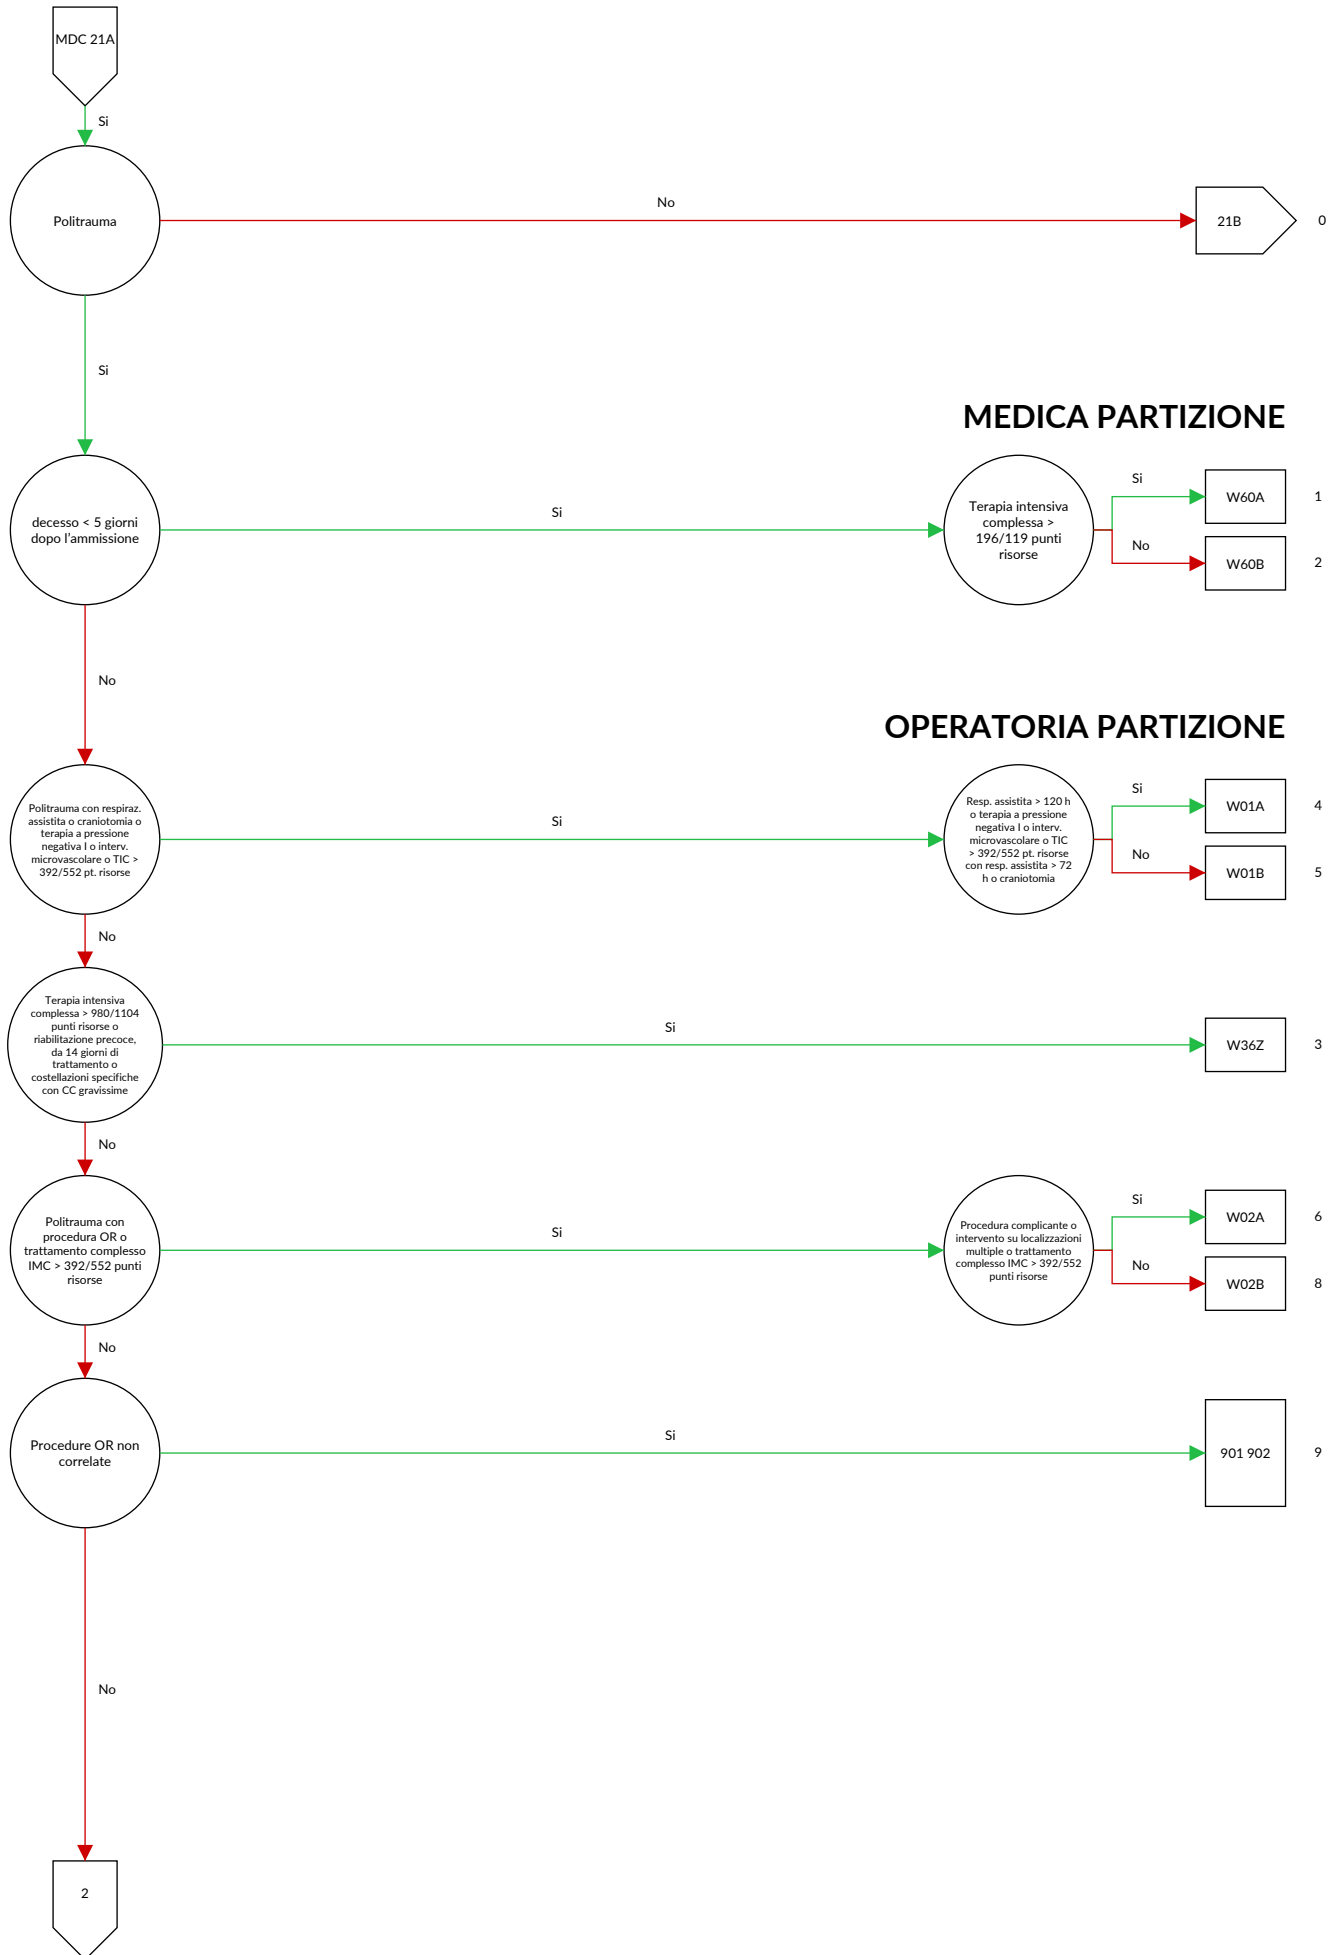 MDC 21A
Si
Politrauma
No
21B
0
Si
MEDICA PARTIZIONE
decesso < 5 giorni
dopo l'ammissione
Si
Terapia intensiva
complessa >
196/119 punti
risorse
Si
W60A
1
No
W60B
2
No
OPERATORIA PARTIZIONE
Politrauma con respiraz.
assistita o craniotomia o
terapia a pressione
negativa I o interv.
microvascolare o TIC >
392/552 pt. risorse
Si
Resp. assistita > 120 h
o terapia a pressione
negativa I o interv.
microvascolare o TIC
> 392/552 pt. risorse
con resp. assistita > 72
h o craniotomia
Si
W01A
4
No
W01B
5
No
Terapia intensiva
complessa > 980/1104
punti risorse o
riabilitazione precoce,
da 14 giorni di
trattamento o
costellazioni specifiche
con CC gravissime
Si
W36Z
3
No
Politrauma con
procedura OR o
trattamento complesso
IMC > 392/552 punti
risorse
Si
Procedura complicante o
intervento su localizzazioni
multiple o trattamento
complesso IMC > 392/552
punti risorse
Si
W02A
6
No
W02B
8
No
Procedure OR non
correlate
Si
901 902
9
No
2